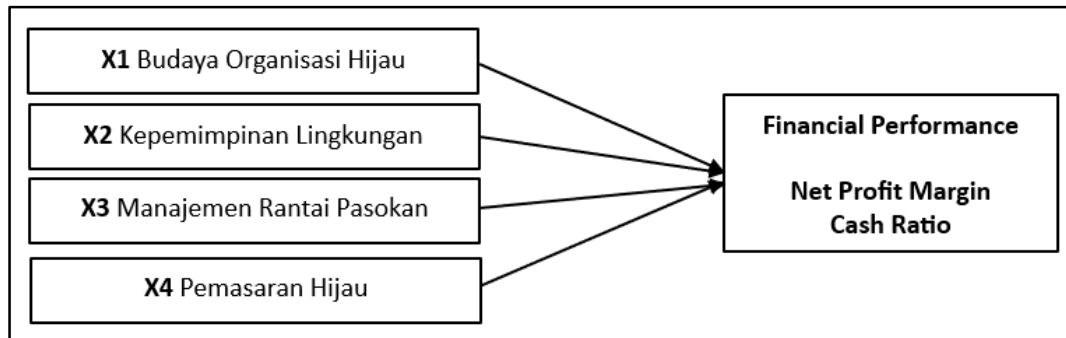 X1 Budaya Organisasi Hijau
X2 Kepemimpinan Lingkungan
X3 Manajemen Rantai Pasokan
X4 Pemasaran Hijau
Financial Performance
Net Profit Margin
Cash Ratio